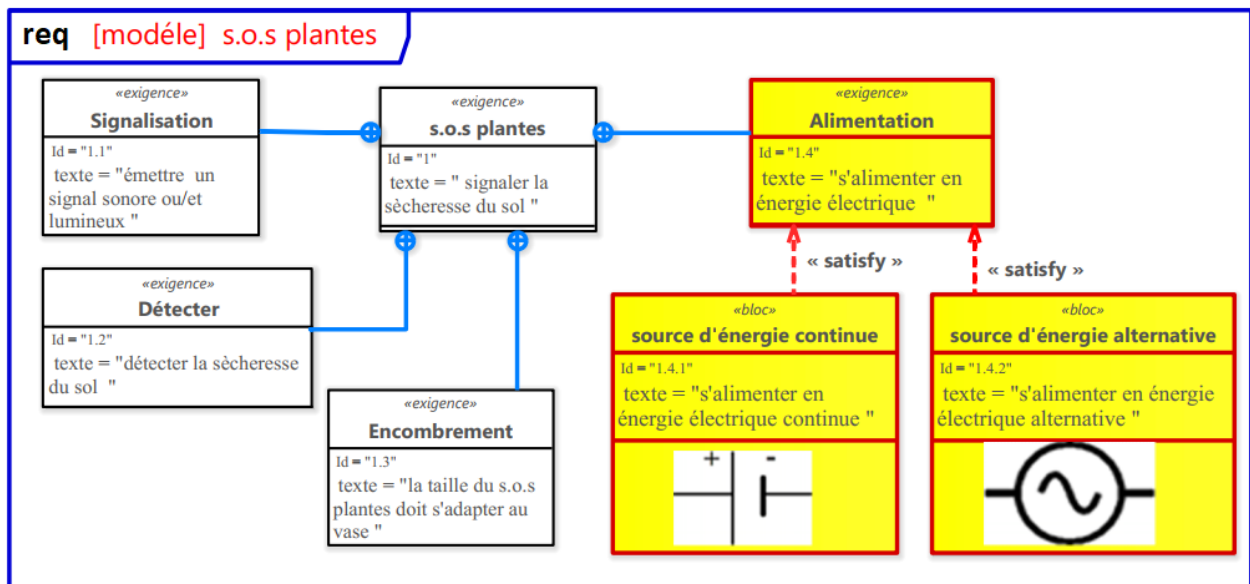 req [modéle] s.o.s plantes
«exigence»
Signalisation
Id = "1.1"
texte = "émettre un
signal sonore ou/et
lumineux "
«exigence»
s.o.s plantes
Id = "1"
texte = " signaler la
sècheresse du sol "
«exigence»
Alimentation
Id = "1.4"
texte = "s'alimenter en
énergie électrique "
« satisfy »
« satisfy »
«exigence»
Détecter
Id = "1.2"
texte = "détecter la sècheresse
du sol "
«exigence»
Encombrement
Id = "1.3"
texte = "la taille du s.o.s
plantes doit s'adapter au
vase "
«bloc»
source d'énergie continue
Id = "1.4.1"
texte = "s'alimenter en
énergie électrique continue "
+ -
«bloc»
source d'énergie alternative
Id = "1.4.2"
texte = "s'alimenter en énergie
électrique alternative "